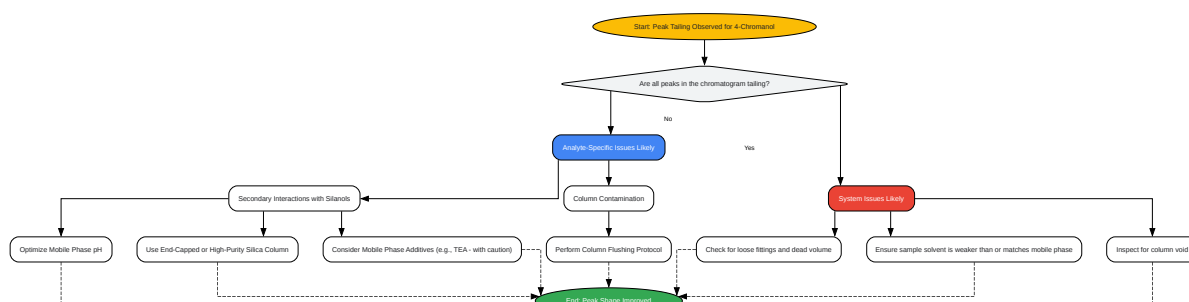 Start: Peak Tailing Observed for 4-Chromanol
Are all peaks in the chromatogram tailing?
No
Analyte-Specific Issues Likely
Yes
Secondary Interactions with Silanols
Column Contamination
System Issues Likely
Optimize Mobile Phase pH
Use End-Capped or High-Purity Silica Column
Consider Mobile Phase Additives (e.g., TEA - with caution)
Perform Column Flushing Protocol
Check for loose fittings and dead volume
Ensure sample solvent is weaker than or matches mobile phase
Inspect for column void
End: Peak Shape Improved